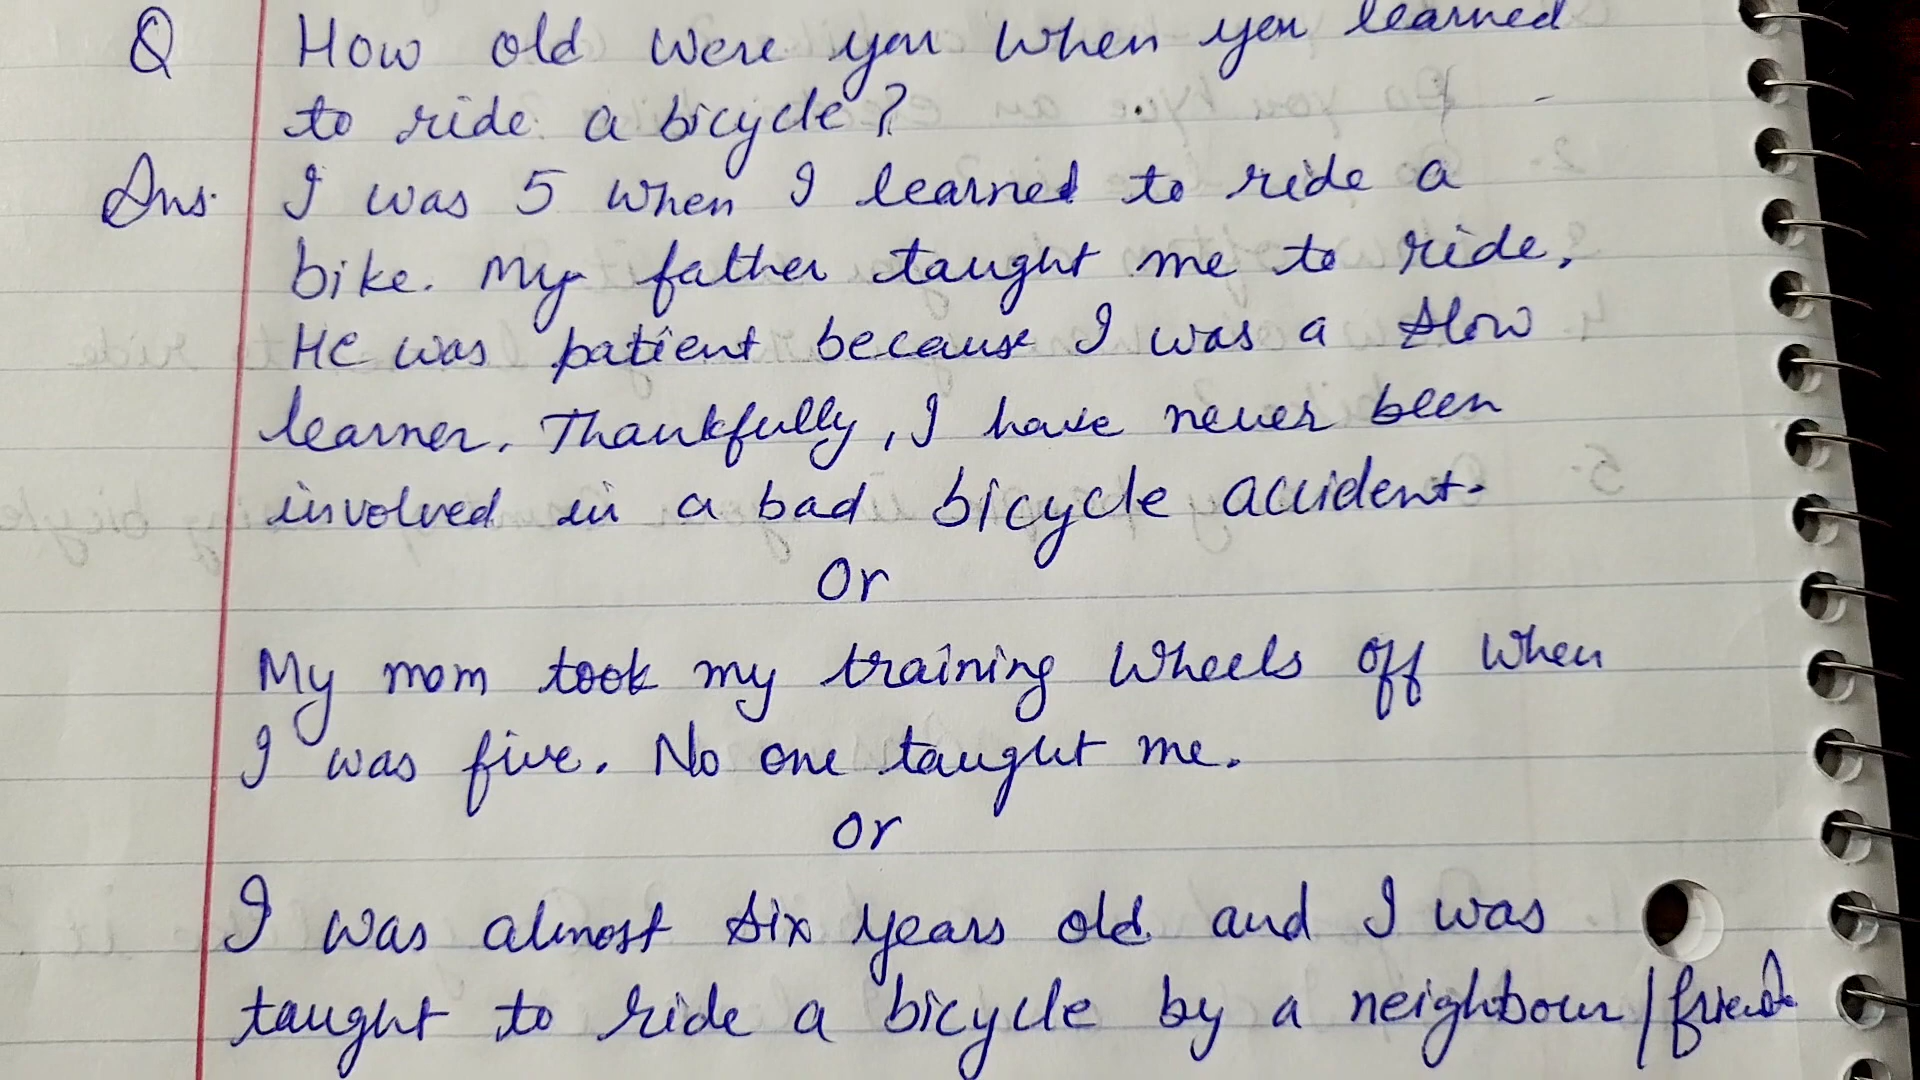 Q How old were you when you learned
to ride a bicycle?
Ans. I was 5 when I learned to ride a
bike. My father taught me to ride.
He was patient because I was a slow
learner. Thankfully, I have never been
involved in a bad bicycle accident.
Or
My mom took my training wheels off when
I was five. No one taught me.
Or
I was almost six years old and I was
taught to ride a bicycle by a neighbour/friend